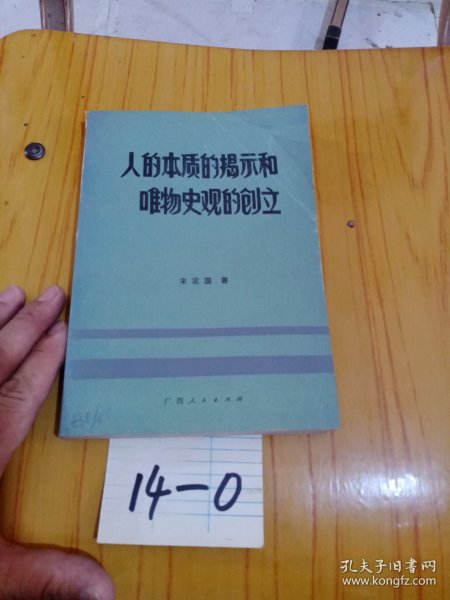 人的本质的揭示和
唯物史观的创立
宋定国 著
广西人民出版社
14-0
孔夫子旧书网
www.kongfz.com